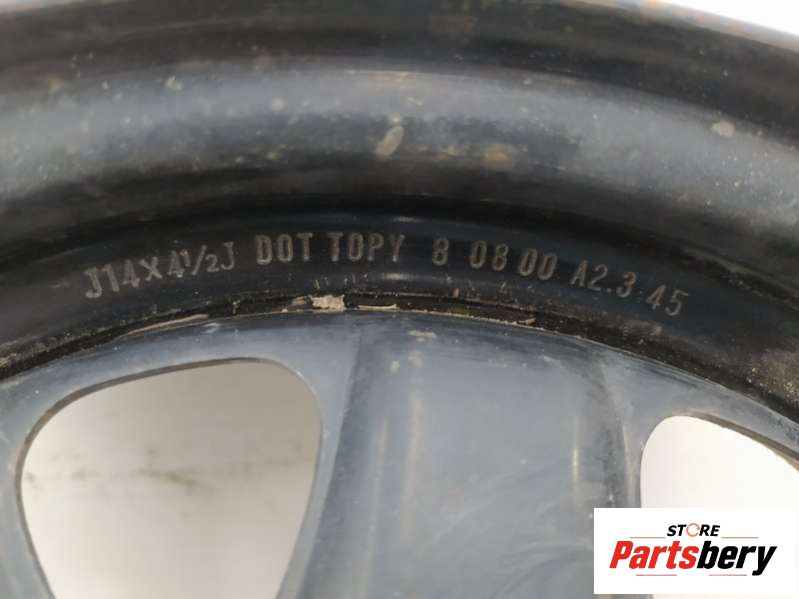 J14X4½J DOT TOPY 8 08 00 A2.3.45
STORE
Partsbery